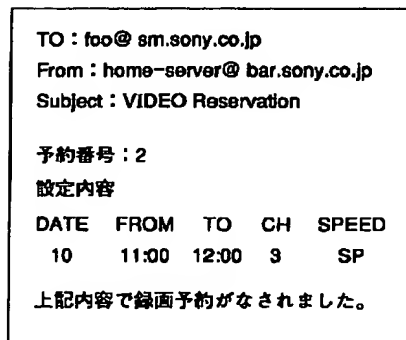 TO：foo@ sm.sony.co.jp
From：home-server@ bar.sony.co.jp
Subject：VIDEO Reservation
予約番号：2
設定内容
DATE FROM TO CH SPEED
10 11:00 12:00 3 SP
上記内容で録画予約がなされました。